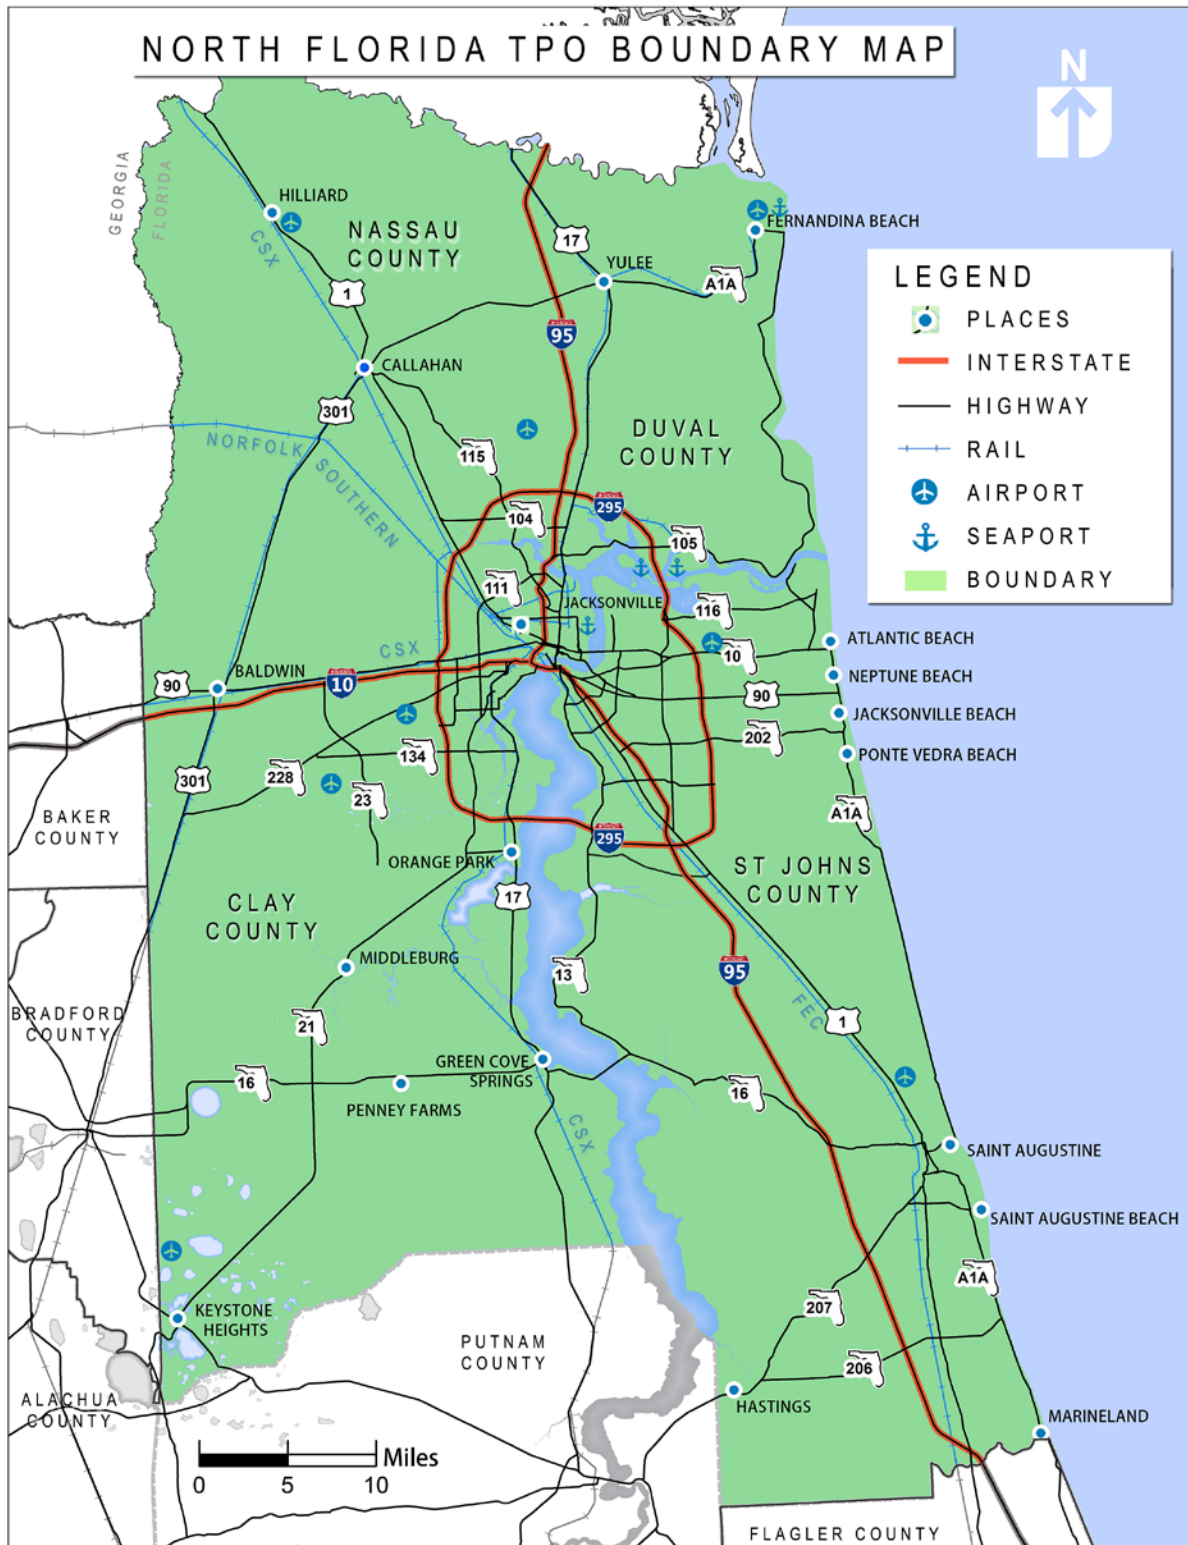 NORTH FLORIDA TPO BOUNDARY MAP
N
GEORGIA
FLORIDA
HILLIARD
CSX
NASSAU
COUNTY
17
FERNANDINA BEACH
YULEE
A1A
1
95
CALLAHAN
301
LEGEND
PLACES
INTERSTATE
HIGHWAY
RAIL
AIRPORT
SEAPORT
BOUNDARY
NORFOLK
SOUTHERN
115
DUVAL
COUNTY
295
104
105
111
JACKSONVILLE
116
CSX
10
ATLANTIC BEACH
BALDWIN
90
10
NEPTUNE BEACH
90
JACKSONVILLE BEACH
202
134
PONTE VEDRA BEACH
301
228
23
A1A
BAKER
COUNTY
295
ORANGE PARK
ST JOHNS
COUNTY
17
CLAY
COUNTY
MIDDLEBURG
13
95
FEC
1
BRADFORD
COUNTY
21
GREEN COVE
SPRINGS
16
PENNEY FARMS
16
CSX
SAINT AUGUSTINE
SAINT AUGUSTINE BEACH
A1A
KEYSTONE
HEIGHTS
207
PUTNAM
COUNTY
206
ALACHUA
COUNTY
HASTINGS
MARINELAND
Miles
0 5 10
FLAGLER COUNTY